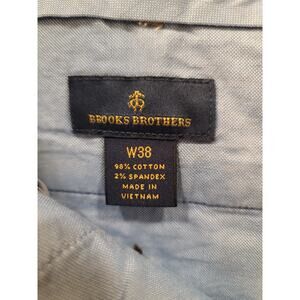 BROOKS BROTHERS
W38
98% COTTON
2% SPANDEX
MADE IN
VIETNAM